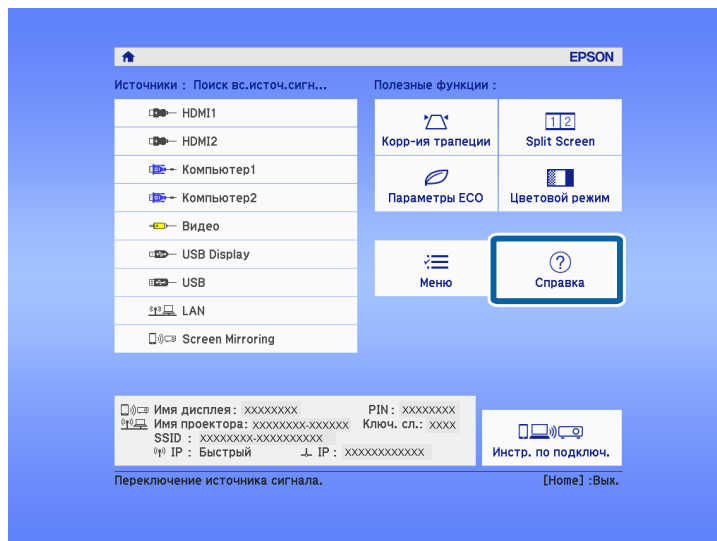 EPSON
Источники : Поиск вс.источ.сигн...
HDMI1
HDMI2
Компьютер1
Компьютер2
Видео
USB Display
USB
LAN
Screen Mirroring
Полезные функции :
Корр-ия трапеции
1 2
Split Screen
Параметры ECO
Цветовой режим
Меню
?
Справка
Имя дисплея : XXXXXXXX
PIN : XXXXXXXX
Имя проектора: XXXXXXXX-XXXXXX
Ключ. сл.: XXXX
SSID : XXXXXXXX-XXXXXXXXXX
IP : Быстрый
IP : XXXXXXXXXXXX
Инстр. по подключ.
Переключение источника сигнала.
[Home] :Вых.